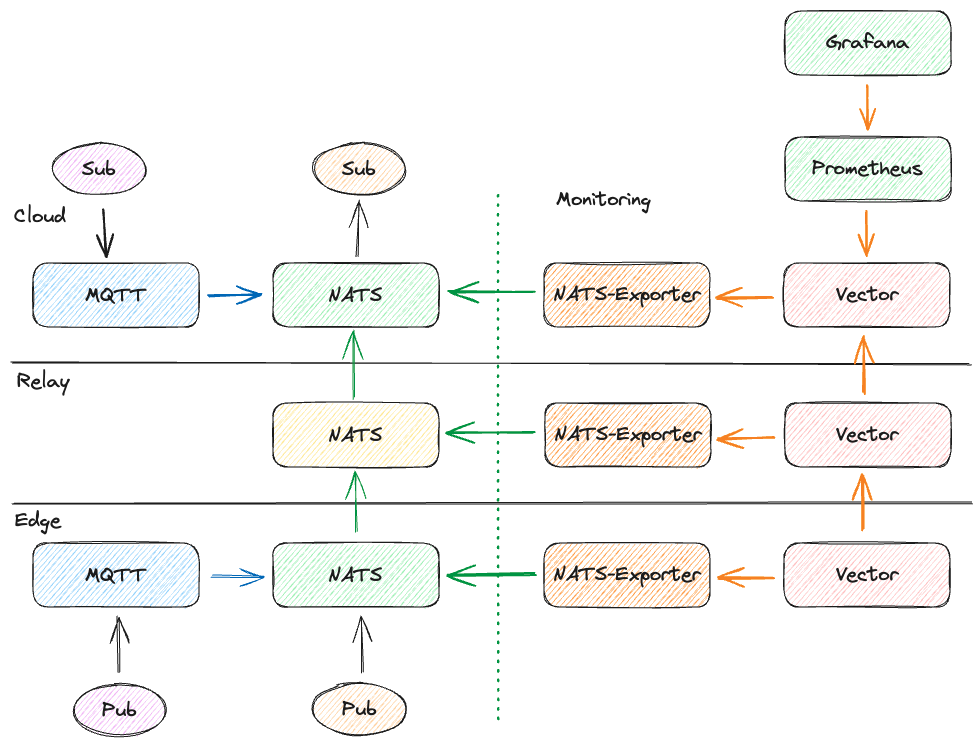 Grafana
Prometheus
Sub
Sub
Monitoring
Cloud
MQTT
NATS
NATS-Exporter
Vector
Relay
NATS
NATS-Exporter
Vector
Edge
MQTT
NATS
NATS-Exporter
Vector
Pub
Pub